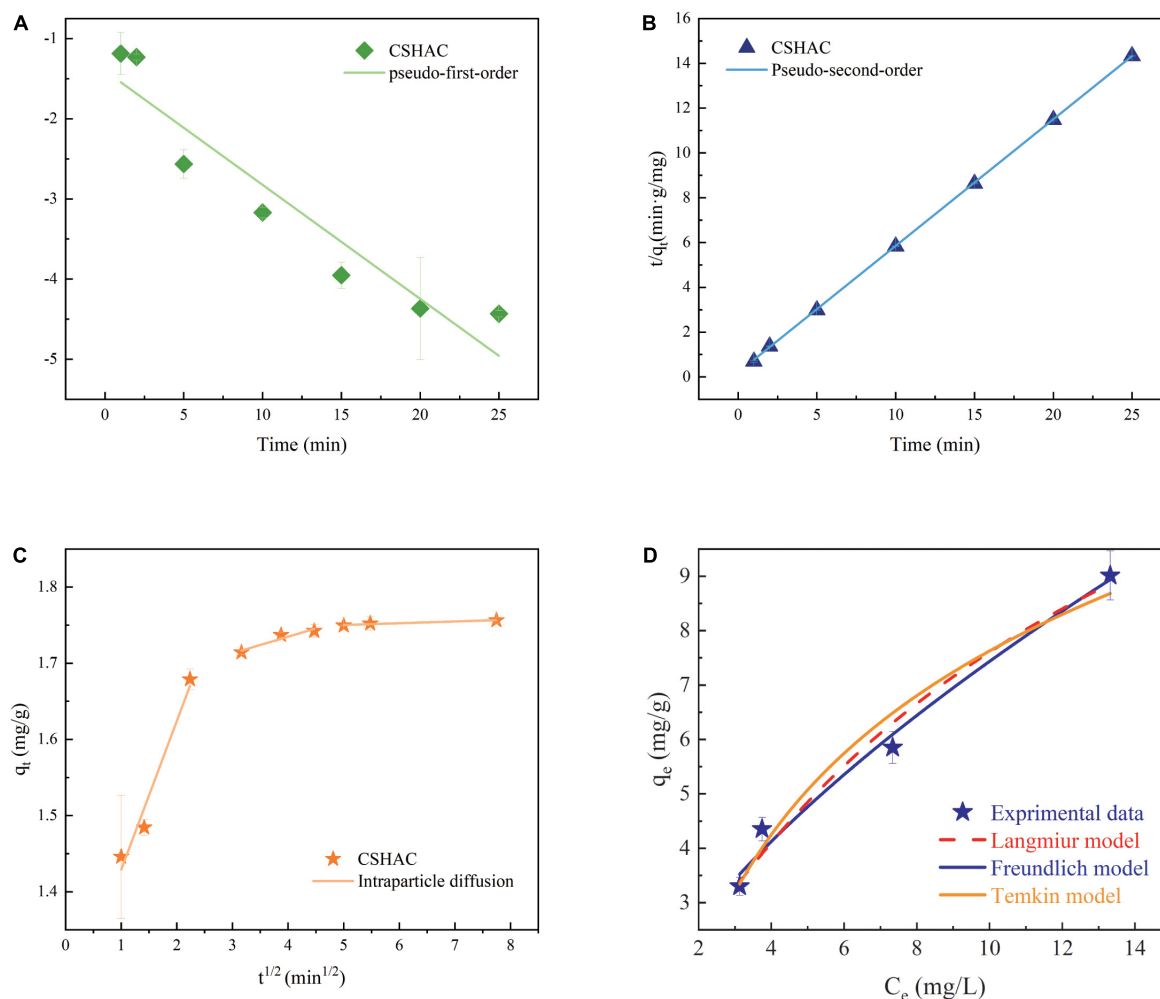 A
-1
-2
-3
-4
-5
0
5
10
15
20
25
Time (min)
CSHAC
pseudo-first-order
B
16
14
12
10
8
6
4
2
0
t/qt(min·g/mg)
0
5
10
15
20
25
Time (min)
CSHAC
Pseudo-second-order
C
1.8
1.7
1.6
1.5
1.4
qt (mg/g)
0
1
2
3
4
5
6
7
8
t1/2 (min1/2)
CSHAC
Intraparticle diffusion
D
9
8
7
6
5
4
3
qe (mg/g)
2
4
6
8
10
12
14
Ce (mg/L)
Exprimental data
Langmiur model
Freundlich model
Temkin model